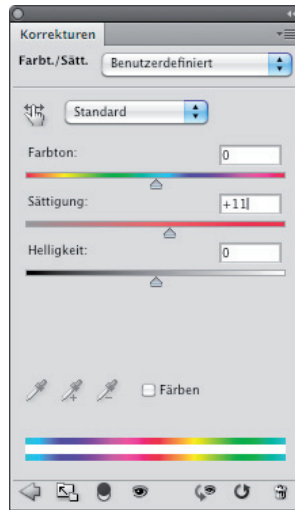 Korrekturen
Farbt./Sätt. Benutzerdefiniert
Standard
Farbton: 0
Sättigung: +11
Helligkeit: 0
Färben